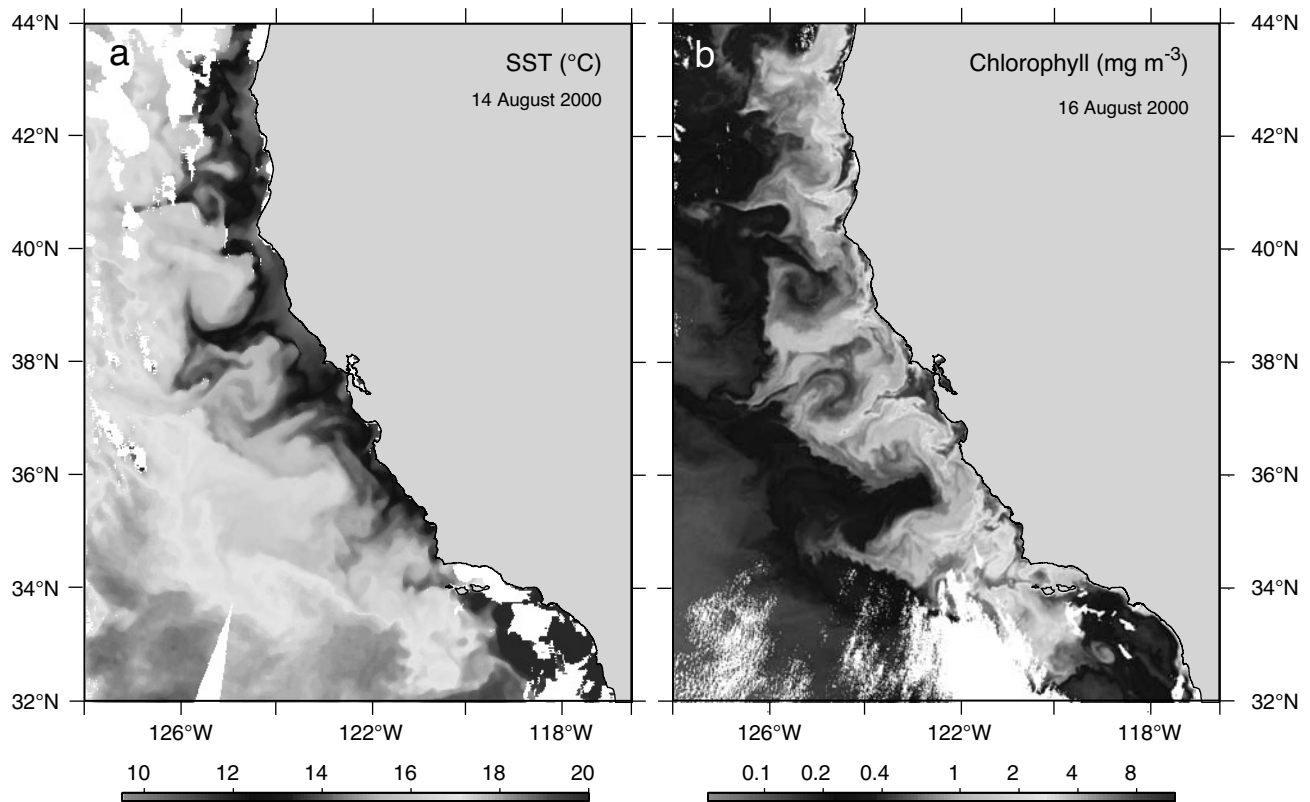 a
SST (°C)
14 August 2000
44°N
42°N
40°N
38°N
36°N
34°N
32°N
126°W 122°W 118°W
10 12 14 16 18 20
b
Chlorophyll (mg m-3)
16 August 2000
44°N
42°N
40°N
38°N
36°N
34°N
32°N
126°W 122°W 118°W
0.1 0.2 0.4 1 2 4 8